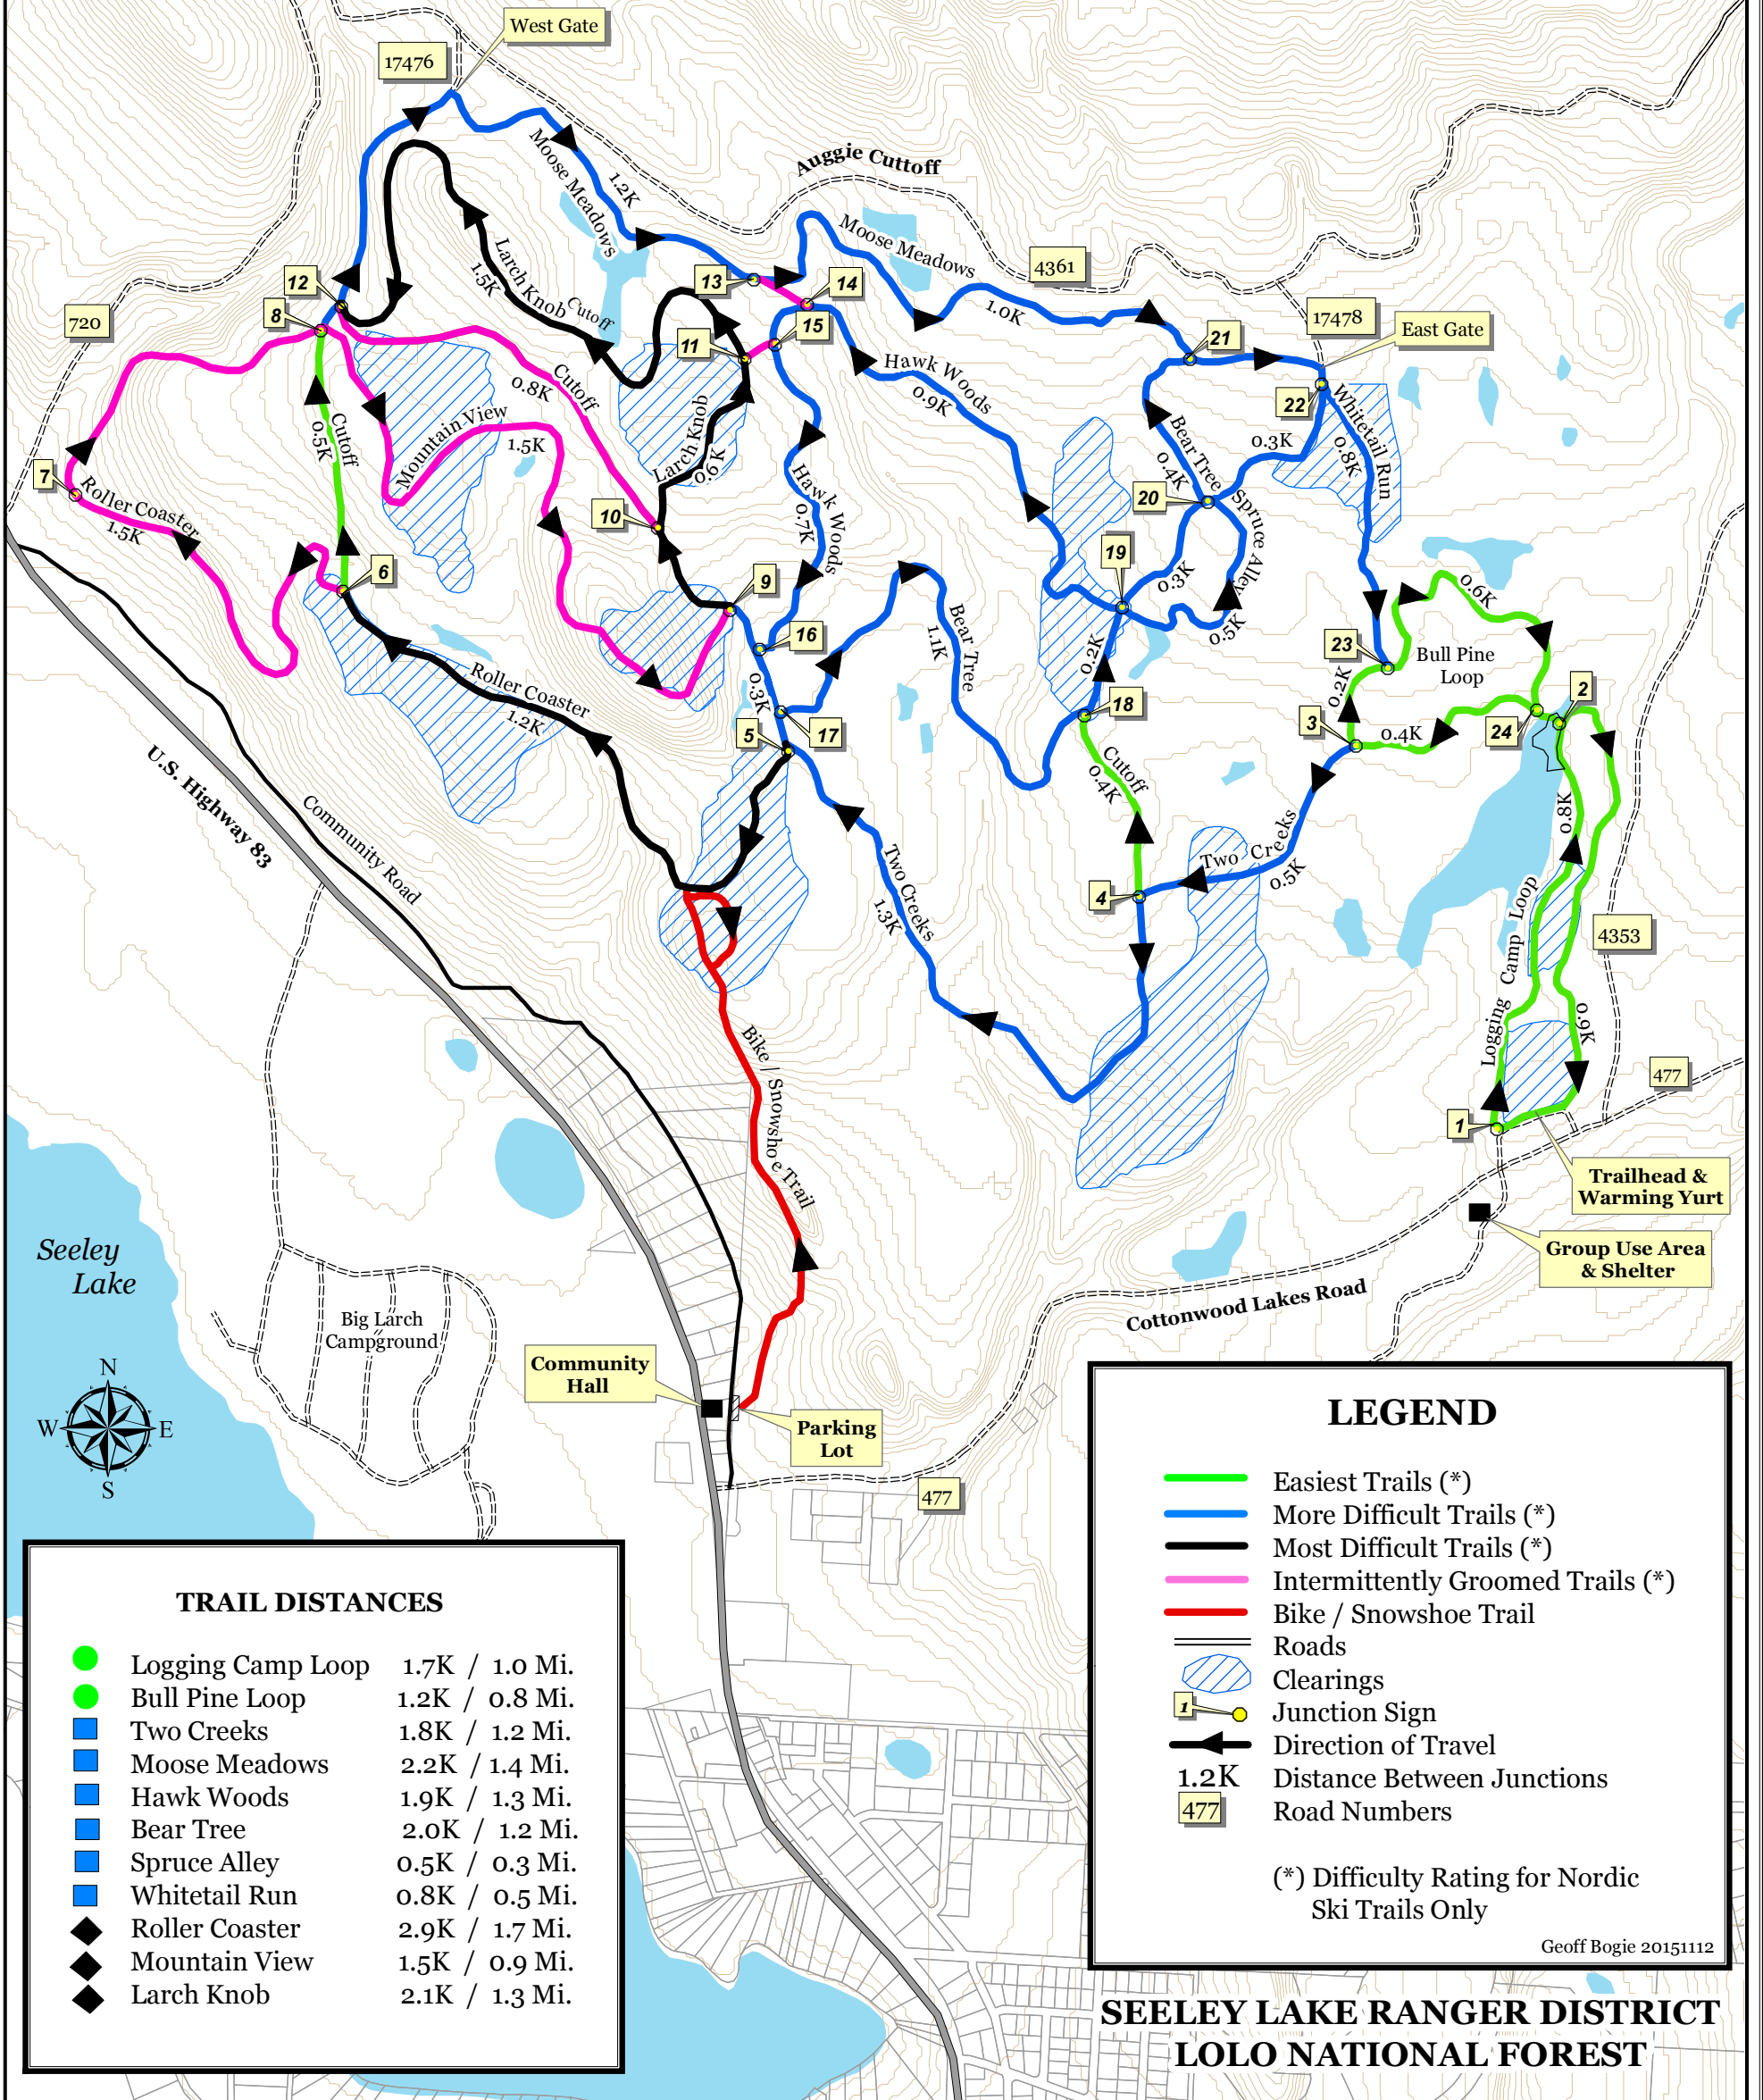 West Gate
17476
Moose Meadows
1.2K
Auggie Cuttoff
Moose Meadows
1.0K
4361
17478
East Gate
12
8
720
Larch Knob
1.5K
Cutoff
13
14
15
11
21
22
Hawk Woods
0.9K
Whitetail Run
0.8K
0.3K
Cutoff
0.8K
Cutoff
0.5K
Mountain View
1.5K
Larch Knob
0.6 K
Bear Tree
0.4K
20
Spruce Alley
0.5K
7
Roller Coaster
1.5K
10
Hawk Woods
0.7K
19
0.3K
6
9
16
0.6K
23
Bull Pine
Loop
Bear Tree
1.1K
0.2K
0.2K
2
Roller Coaster
1.2K
0.3K
17
5
18
3
24
0.4K
Cutoff
0.4K
U.S. Highway 83
Community Road
Two Creeks
0.5K
4
Two Creeks
1.3K
0.8K
Logging Camp Loop
4353
0.9K
Bike / Snowshoe Trail
477
1
Trailhead &
Warming Yurt
Group Use Area
& Shelter
Seeley
Lake
Big Larch
Campground
Cottonwood Lakes Road
N
W
E
S
Community
Hall
Parking
Lot
477
LEGEND
Easiest Trails (*)
More Difficult Trails (*)
Most Difficult Trails (*)
Intermittently Groomed Trails (*)
Bike / Snowshoe Trail
Roads
Clearings
1 Junction Sign
Direction of Travel
1.2K Distance Between Junctions
477 Road Numbers
(*) Difficulty Rating for Nordic
Ski Trails Only
Geoff Bogie 20151112
TRAIL DISTANCES
Logging Camp Loop 1.7K / 1.0 Mi.
Bull Pine Loop 1.2K / 0.8 Mi.
Two Creeks 1.8K / 1.2 Mi.
Moose Meadows 2.2K / 1.4 Mi.
Hawk Woods 1.9K / 1.3 Mi.
Bear Tree 2.0K / 1.2 Mi.
Spruce Alley 0.5K / 0.3 Mi.
Whitetail Run 0.8K / 0.5 Mi.
Roller Coaster 2.9K / 1.7 Mi.
Mountain View 1.5K / 0.9 Mi.
Larch Knob 2.1K / 1.3 Mi.
SEELEY LAKE RANGER DISTRICT
LOLO NATIONAL FOREST